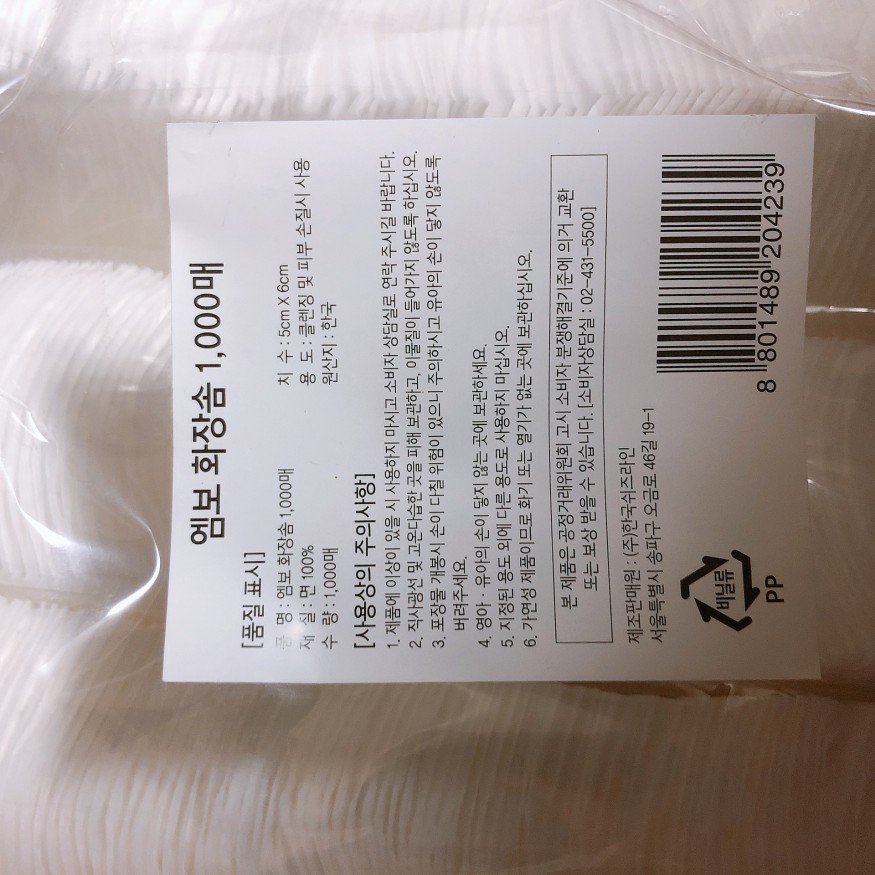 엠보 화장솜 1,000매
[품질 표시]
품 명 : 엠보 화장솜 1,000매
재 질 : 면 100%
수 량 : 1,000매
치 수 : 5cm X 6cm
용 도 : 클렌징 및 피부 손질시 사용
원산지 : 한국
[사용상의 주의사항]
1. 제품에 이상이 있을 시 사용하지 마시고 소비자 상담실로 연락 주시길 바랍니다.
2. 직사광선 및 고온다습한 곳을 피해 보관하고, 이물질이 들어가지 않도록 하십시오.
3. 포장물 개봉시 손이 다칠 위험이 있으니 주의하시고 유아의 손이 닿지 않도록
버려주세요.
4. 영아 · 유아의 손이 닿지 않는 곳에 보관하세요.
5. 지정된 용도 외에 다른 용도로 사용하지 마십시오.
6. 가연성 제품이므로 화기 또는 열기가 없는 곳에 보관하십시오.
본 제품은 공정거래위원회 고시 소비자 분쟁해결기준에 의거 교환
또는 보상 받을 수 있습니다. [소비자상담실 : 02-431-5500]
제조판매원 : (주)한국쉬즈라인
서울특별시 송파구 오금로 46길 19-1
비닐류
PP
8 801489 204239